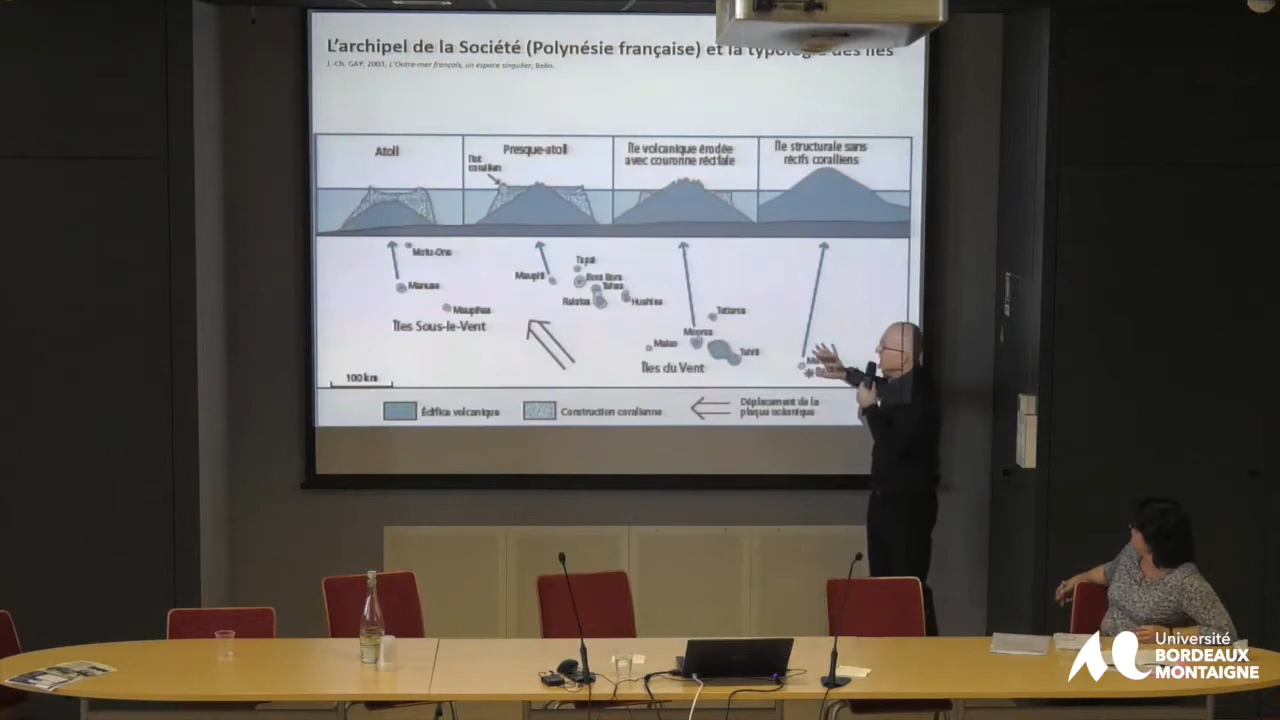 L'archipel de la Société (Polynésie française) et la typologie des îles
J. Ch. GAY, 2003, L'Outre-mer français, un espace singulier, Belin.
Atoll
Presque-atoll
Île volcanique érodée
avec couronne récifale
Île structurale sans
récifs coralliens
Îlot
corallien
Motu-One
Manuae
Maupihaa
Îles Sous-le-Vent
Maupiti
Tupai
Bora Bora
Tahaa
Raiatea
Huahine
Tetiaroa
Moorea
Maiao
Tahiti
Îles du Vent
100 km
Édifice volcanique
Construction corallienne
Déplacement de la
plaque océanique
Université
BORDEAUX
MONTAIGNE